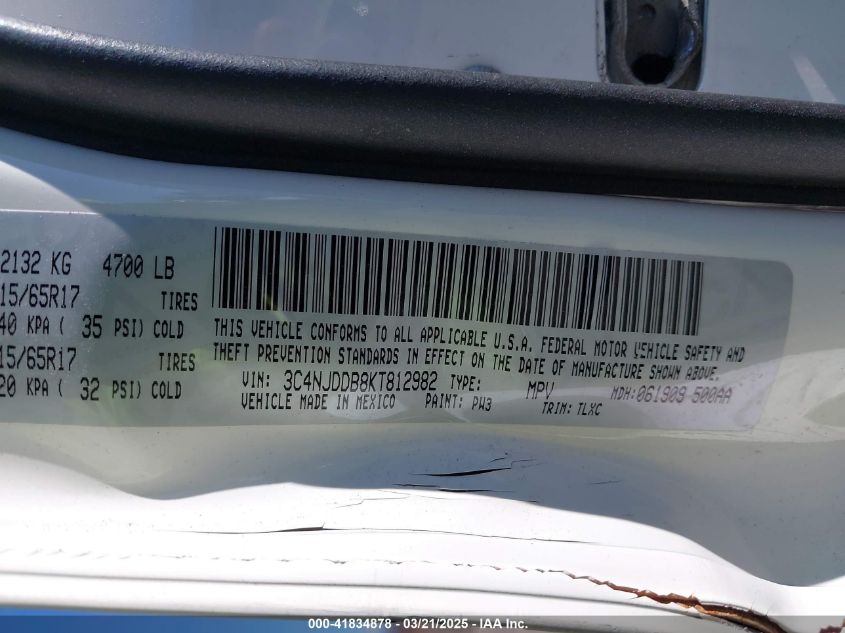 2132 KG 4700 LB
15/65R17 TIRES
40 KPA ( 35 PSI) COLD
15/65R17 TIRES
20 KPA ( 32 PSI) COLD
THIS VEHICLE CONFORMS TO ALL APPLICABLE U.S.A. FEDERAL MOTOR VEHICLE SAFETY AND
THEFT PREVENTION STANDARDS IN EFFECT ON THE DATE OF MANUFACTURE SHOWN ABOVE.
VIN: 3C4NJDDB8KT812982 TYPE: MPV MDH:061909 500AA
VEHICLE MADE IN MEXICO PAINT: PW3 TRIM: TLXC
000-41834878 - 03/21/2025 - IAA Inc.